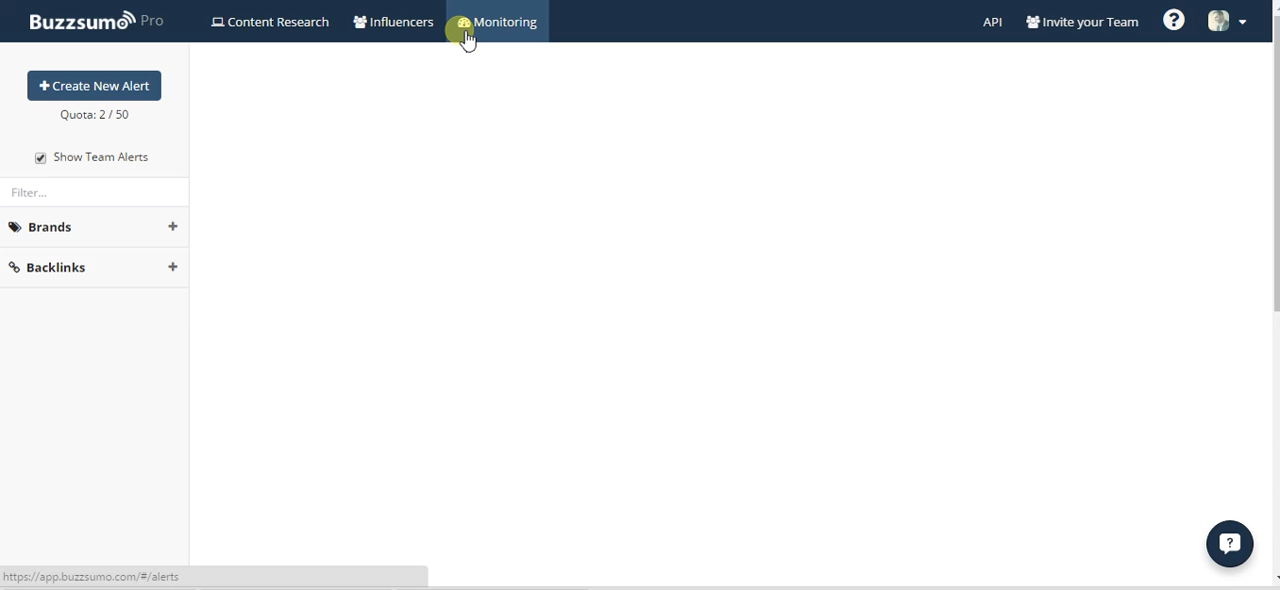 Buzzsumo Pro
Content Research
Influencers
Monitoring
API
Invite your Team
?
Create New Alert
Quota: 2 / 50
Show Team Alerts
Filter...
Brands +
Backlinks +
?
https://app.buzzsumo.com/#/alerts